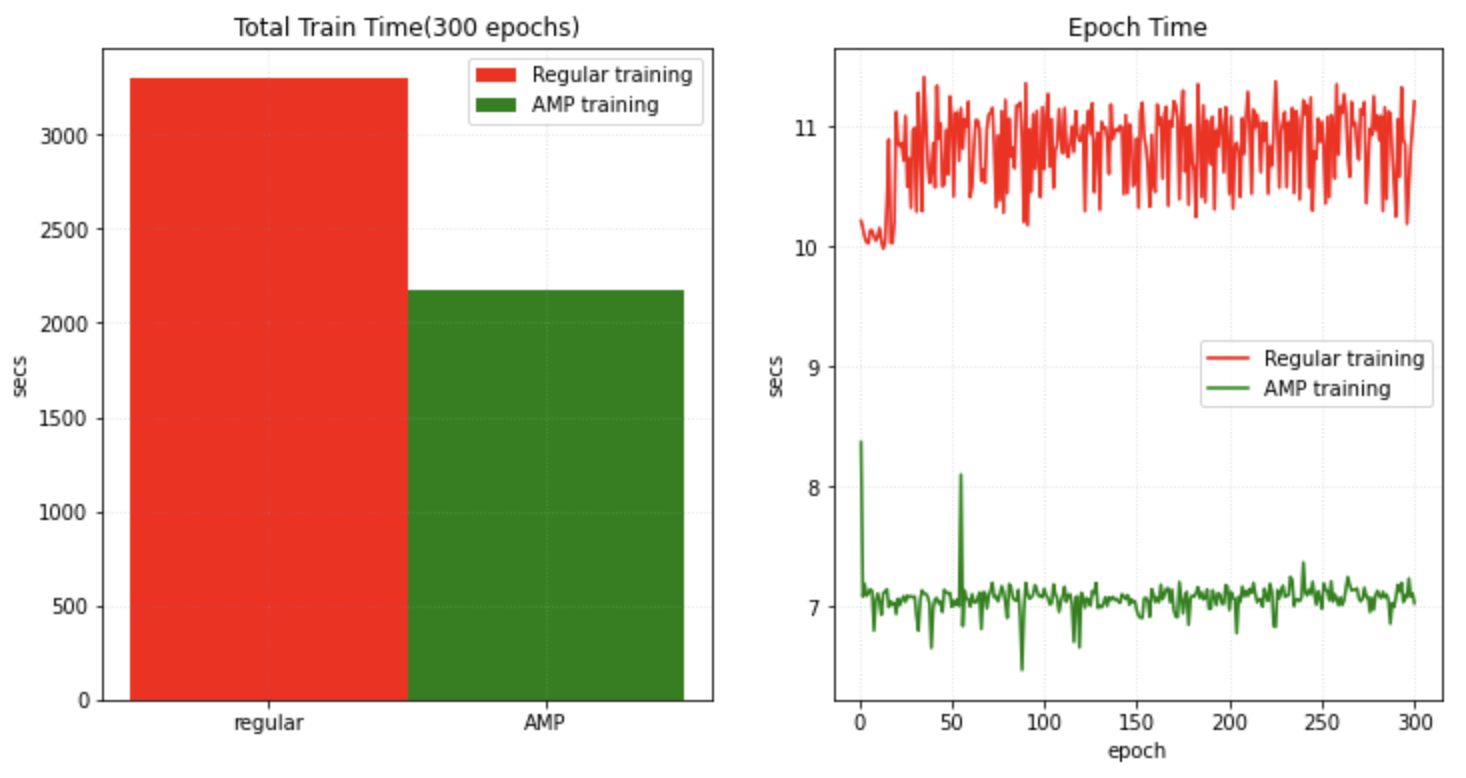 Total Train Time(300 epochs)
Regular training
AMP training
3000
2500
2000
1500
1000
500
0
secs
regular
AMP
Epoch Time
11
10
9
8
7
secs
Regular training
AMP training
0
50
100
150
200
250
300
epoch